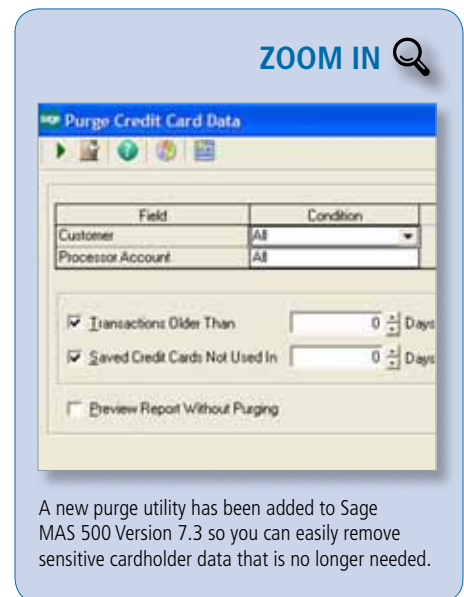 ZOOM IN
Sage Purge Credit Card Data
Field Condition
Customer All
Processor Account All
Transactions Older Than 0 Days
Saved Credit Cards Not Used In 0 Days
Preview Report Without Purging
A new purge utility has been added to Sage
MAS 500 Version 7.3 so you can easily remove
sensitive cardholder data that is no longer needed.